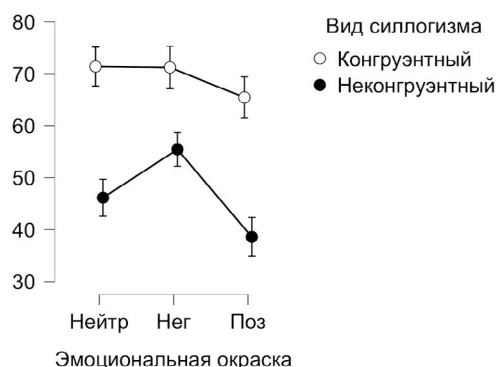 80
70
60
50
40
30
Вид силлогизма
Конгруэнтный
Неконгруэнтный
Нейтр Нег Поз
Эмоциональная окраска